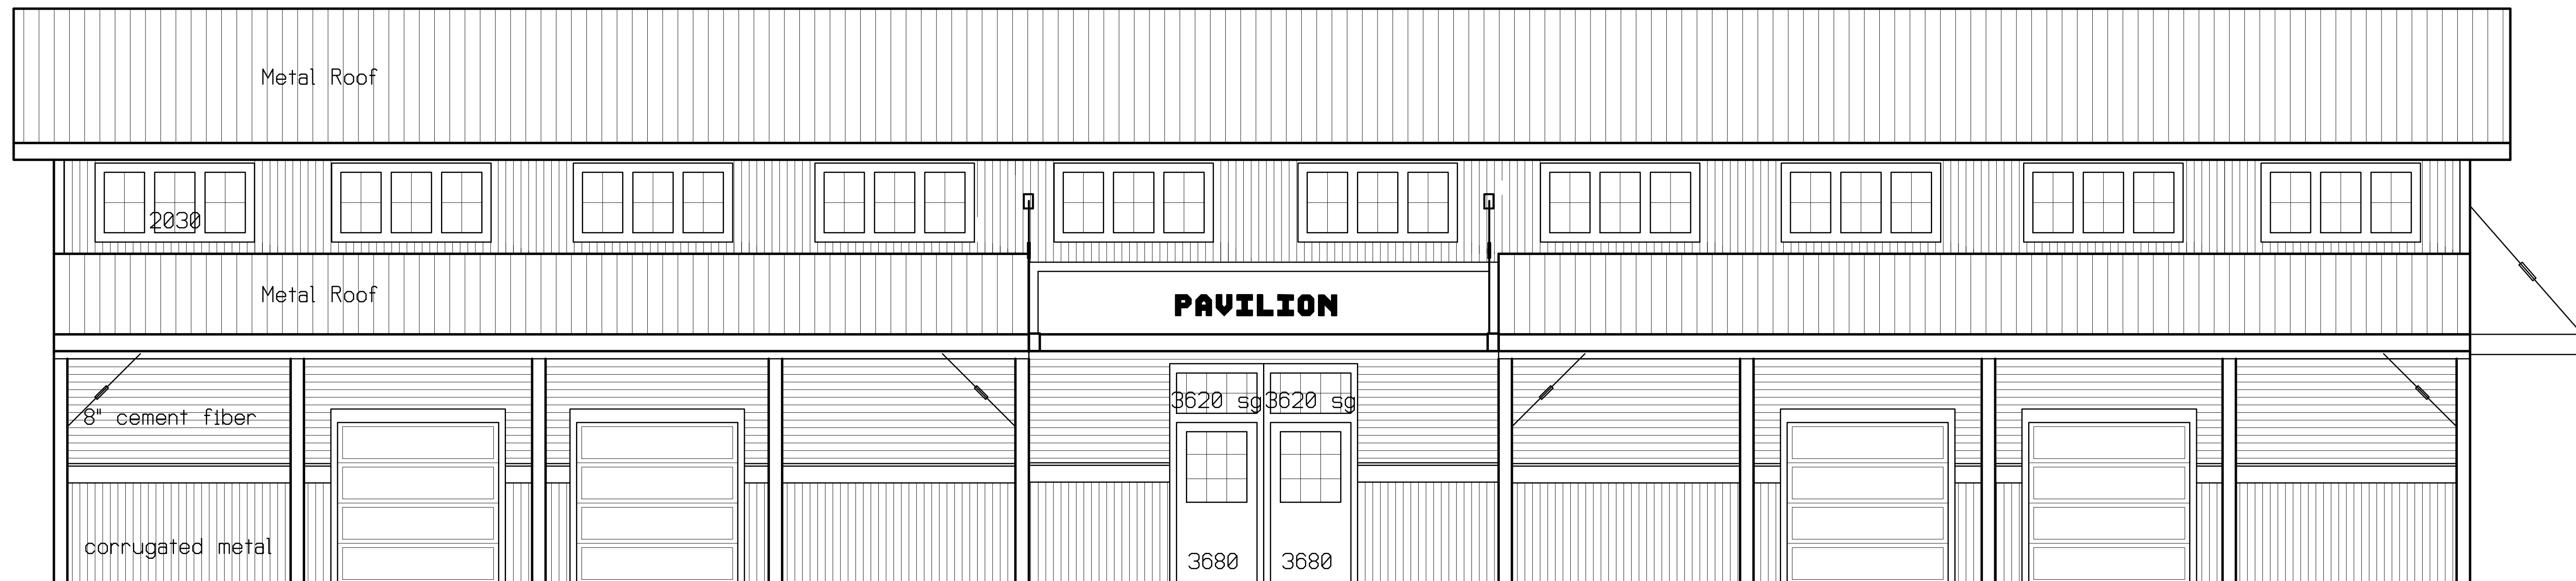 Metal Roof
2030
Metal Roof
PAVILION
3620 sg 3620 sg
8" cement fiber
corrugated metal
3680 3680